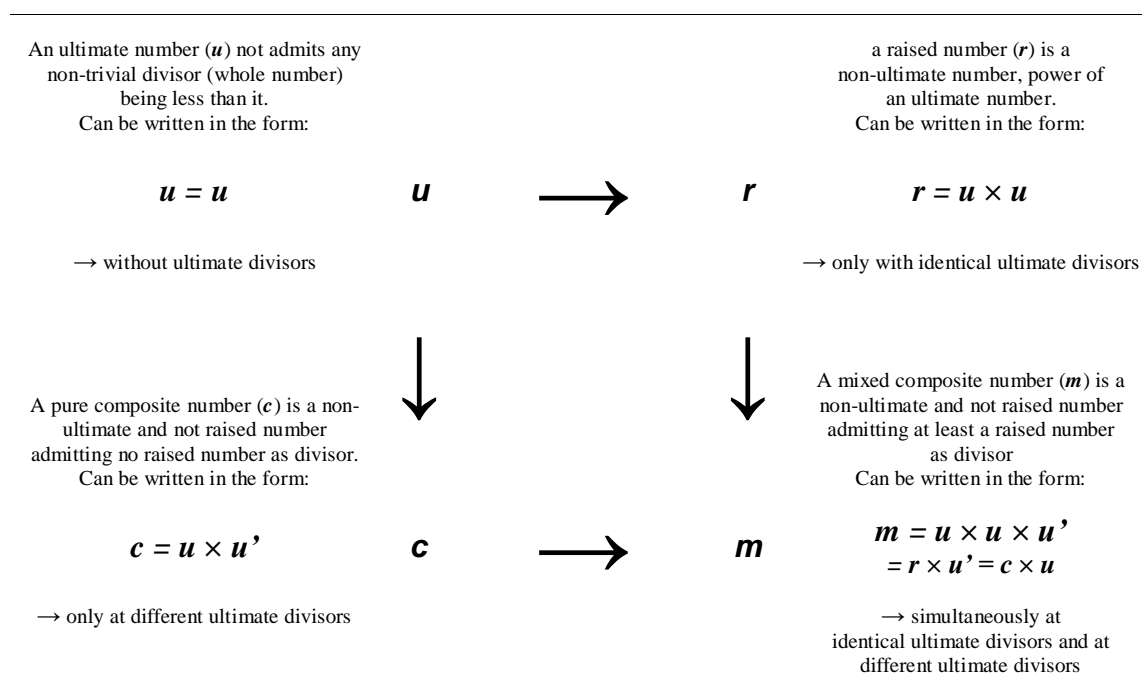 An ultimate number (u) not admits any
non-trivial divisor (whole number)
being less than it.
Can be written in the form:
a raised number (r) is a
non-ultimate number, power of
an ultimate number.
Can be written in the form:
u = u
u
→
r
r = u × u
→ without ultimate divisors
→ only with identical ultimate divisors
↓
↓
A pure composite number (c) is a non-
ultimate and not raised number
admitting no raised number as divisor.
Can be written in the form:
A mixed composite number (m) is a
non-ultimate and not raised number
admitting at least a raised number
as divisor
Can be written in the form:
c = u × u’
c
→
m
m = u × u × u’
= r × u’ = c × u
→ only at different ultimate divisors
→ simultaneously at
identical ultimate divisors and at
different ultimate divisors